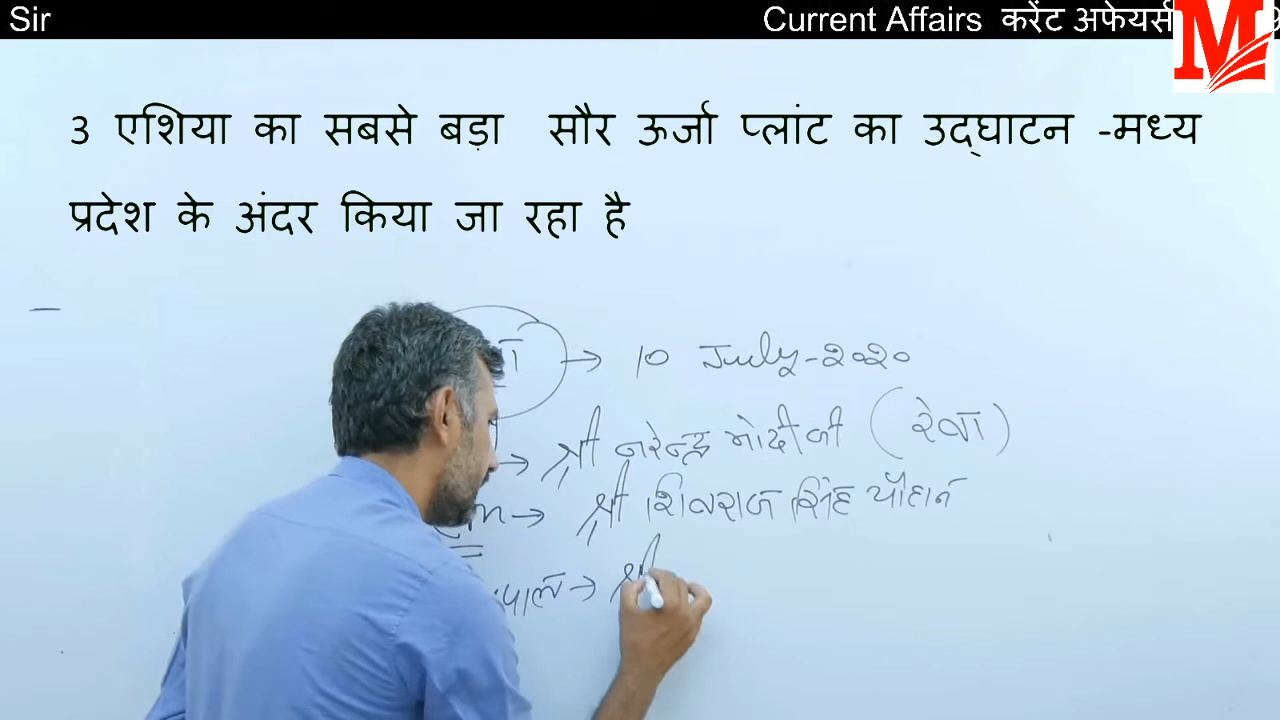 Sir
Current Affairs करेंट अफेयर्स
M
3 एशिया का सबसे बड़ा सौर ऊर्जा प्लांट का उद्घाटन -मध्य
प्रदेश के अंदर किया जा रहा है
→ 10 July-2020
→ श्री नरेन्द्र मोदी जी (रेवा)
→ श्री शिवराज सिंह चौहान
→ श्री